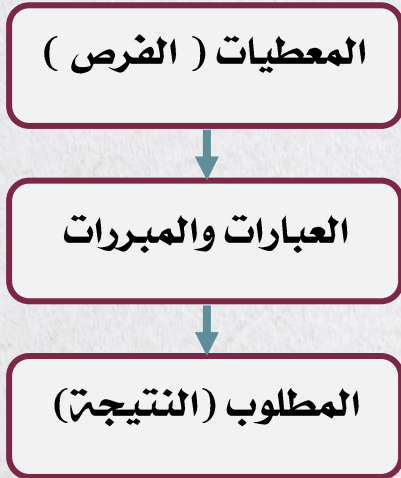 المعطيات ( الفرص )
العبارات والمبررات
المطلوب (النتيجة)